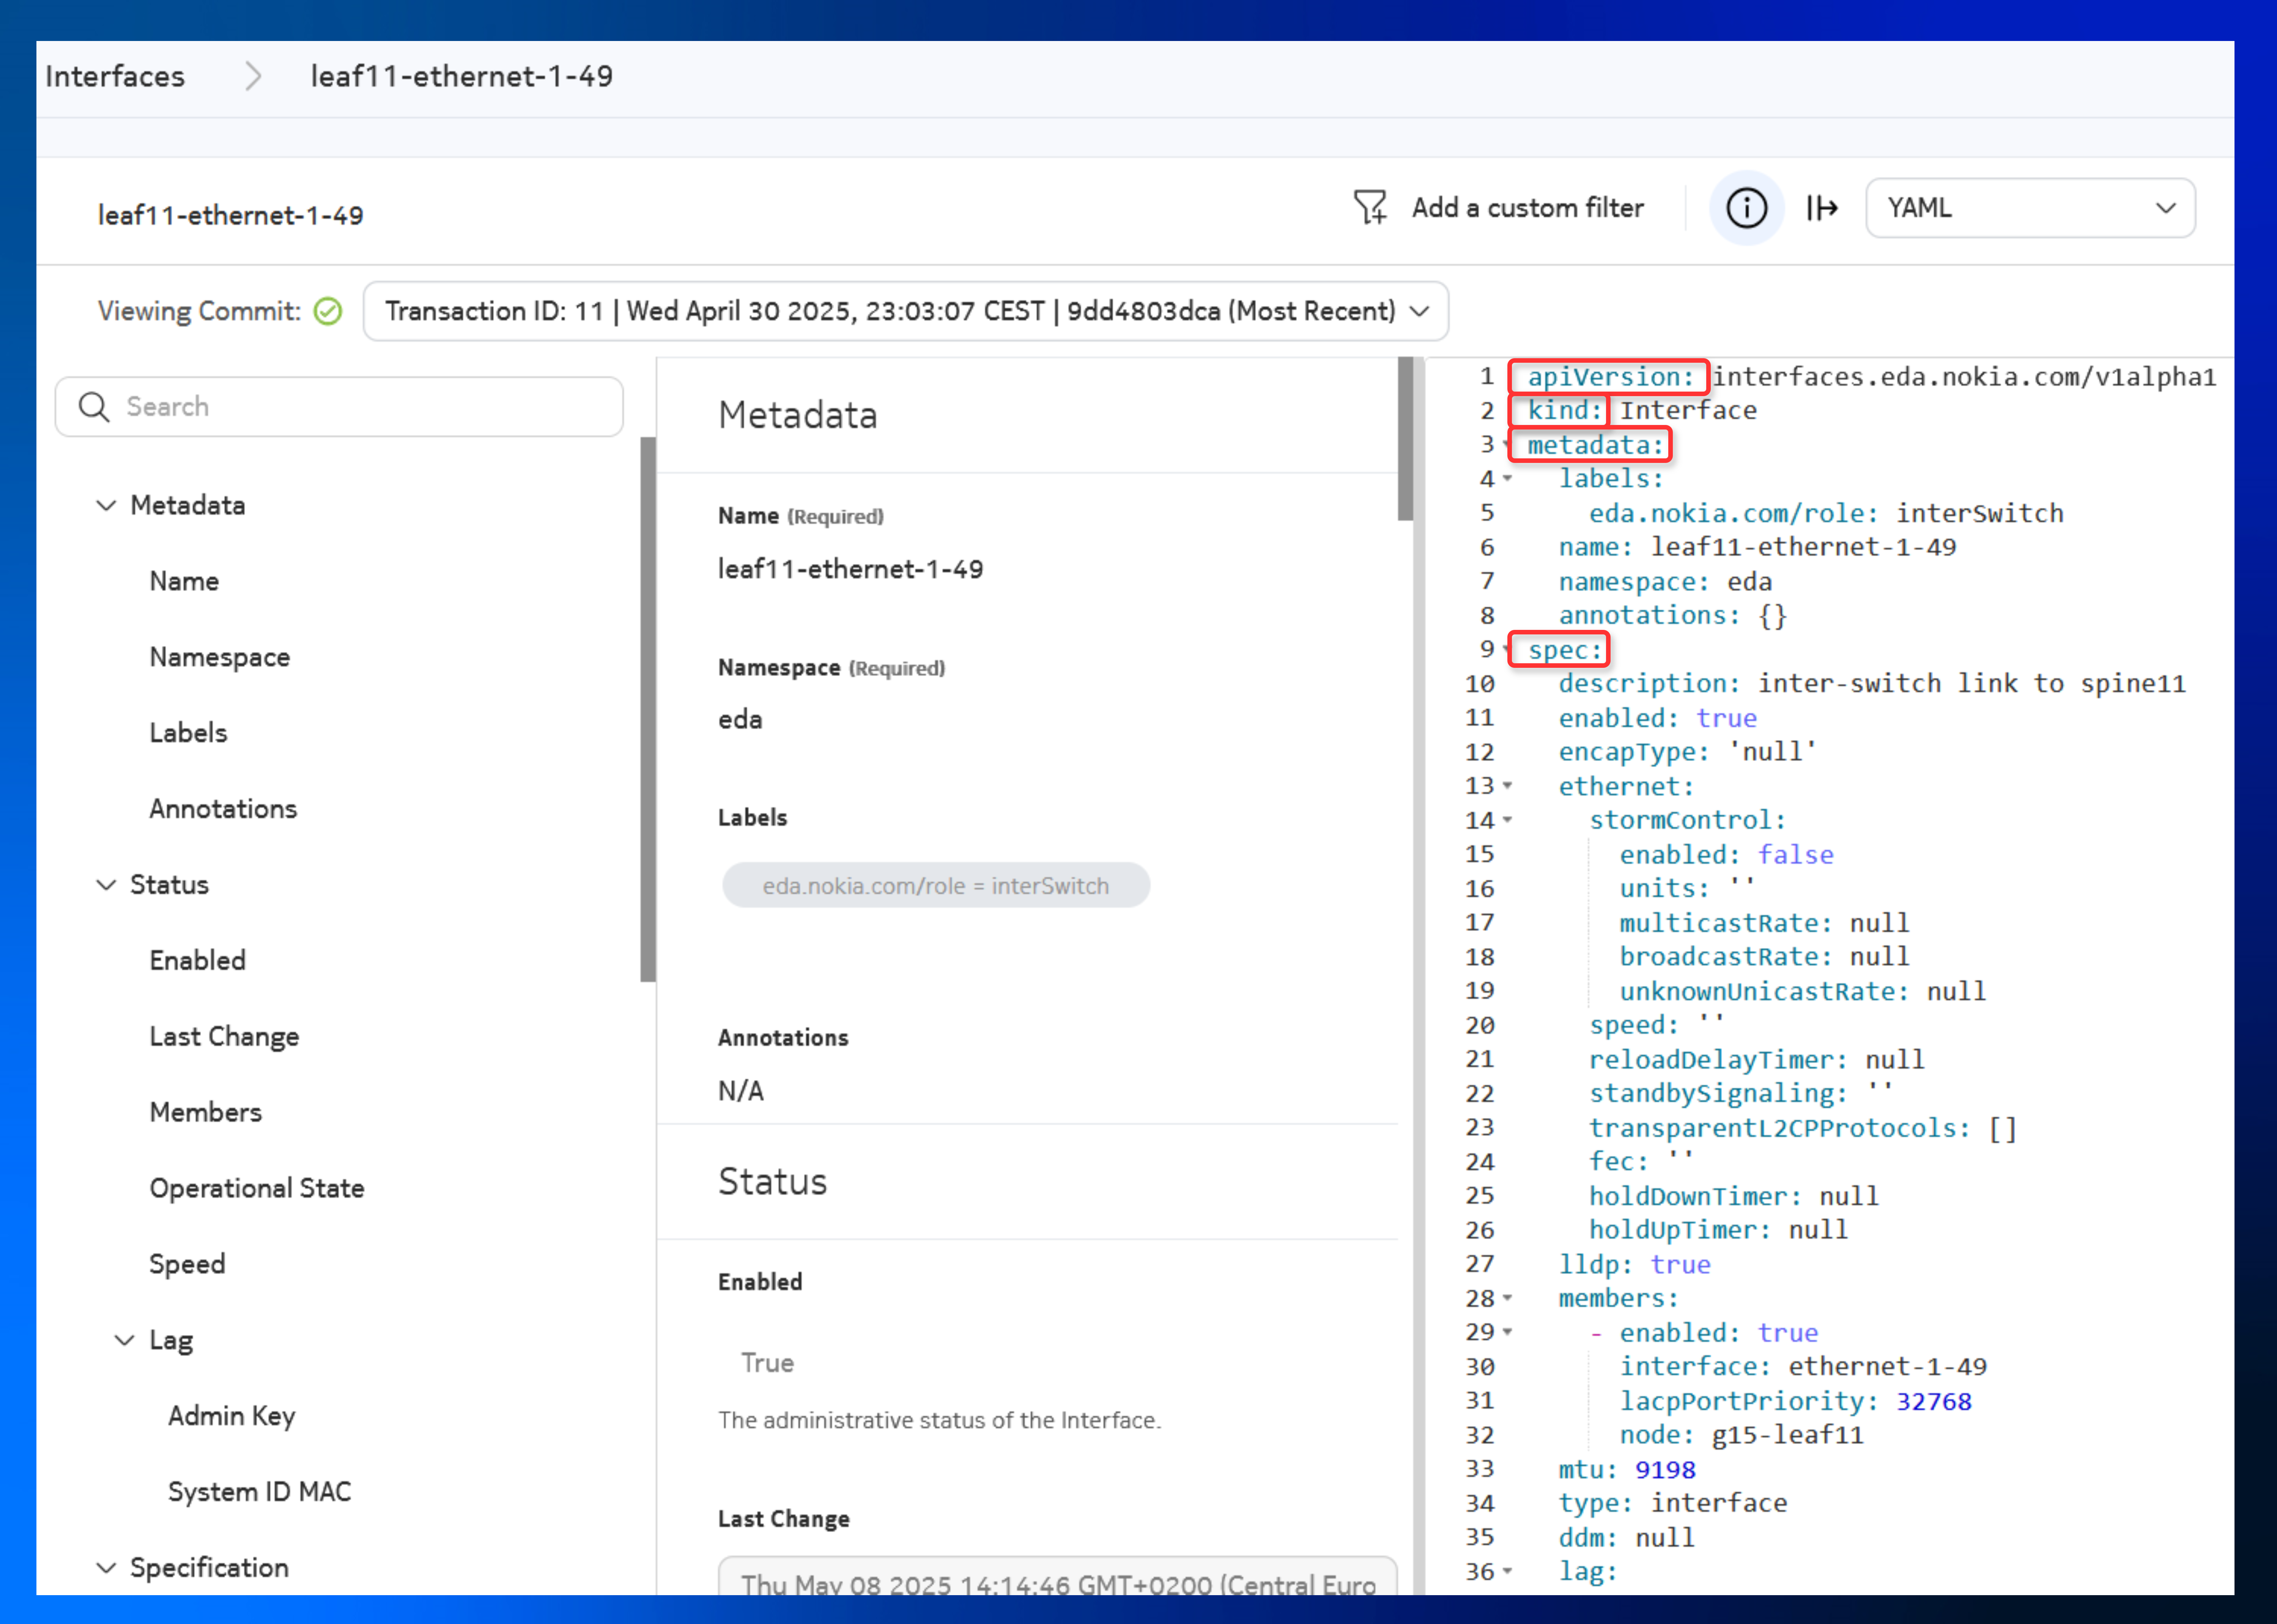 Interfaces > leaf11-ethernet-1-49
leaf11-ethernet-1-49
Add a custom filter
YAML
Viewing Commit:
Transaction ID: 11 | Wed April 30 2025, 23:03:07 CEST | 9dd4803dca (Most Recent)
Search
Metadata
Name
Namespace
Labels
Annotations
Status
Enabled
Last Change
Members
Operational State
Speed
Lag
Admin Key
System ID MAC
Specification
Metadata
Name (Required)
leaf11-ethernet-1-49
Namespace (Required)
eda
Labels
eda.nokia.com/role = interSwitch
Annotations
N/A
Status
Enabled
True
The administrative status of the Interface.
Last Change
Thu May 08 2025 14:14:46 GMT+0200 (Central Euro
1 apiVersion: interfaces.eda.nokia.com/v1alpha1
2 kind: Interface
3 metadata:
4 labels:
5 eda.nokia.com/role: interSwitch
6 name: leaf11-ethernet-1-49
7 namespace: eda
8 annotations: {}
9 spec:
10 description: inter-switch link to spine11
11 enabled: true
12 encapType: 'null'
13 ethernet:
14 stormControl:
15 enabled: false
16 units: ''
17 multicastRate: null
18 broadcastRate: null
19 unknownUnicastRate: null
20 speed: ''
21 reloadDelayTimer: null
22 standbySignaling: ''
23 transparentL2CPProtocols: []
24 fec: ''
25 holdDownTimer: null
26 holdUpTimer: null
27 lldp: true
28 members:
29 - enabled: true
30 interface: ethernet-1-49
31 lacpPortPriority: 32768
32 node: g15-leaf11
33 mtu: 9198
34 type: interface
35 ddm: null
36 lag: